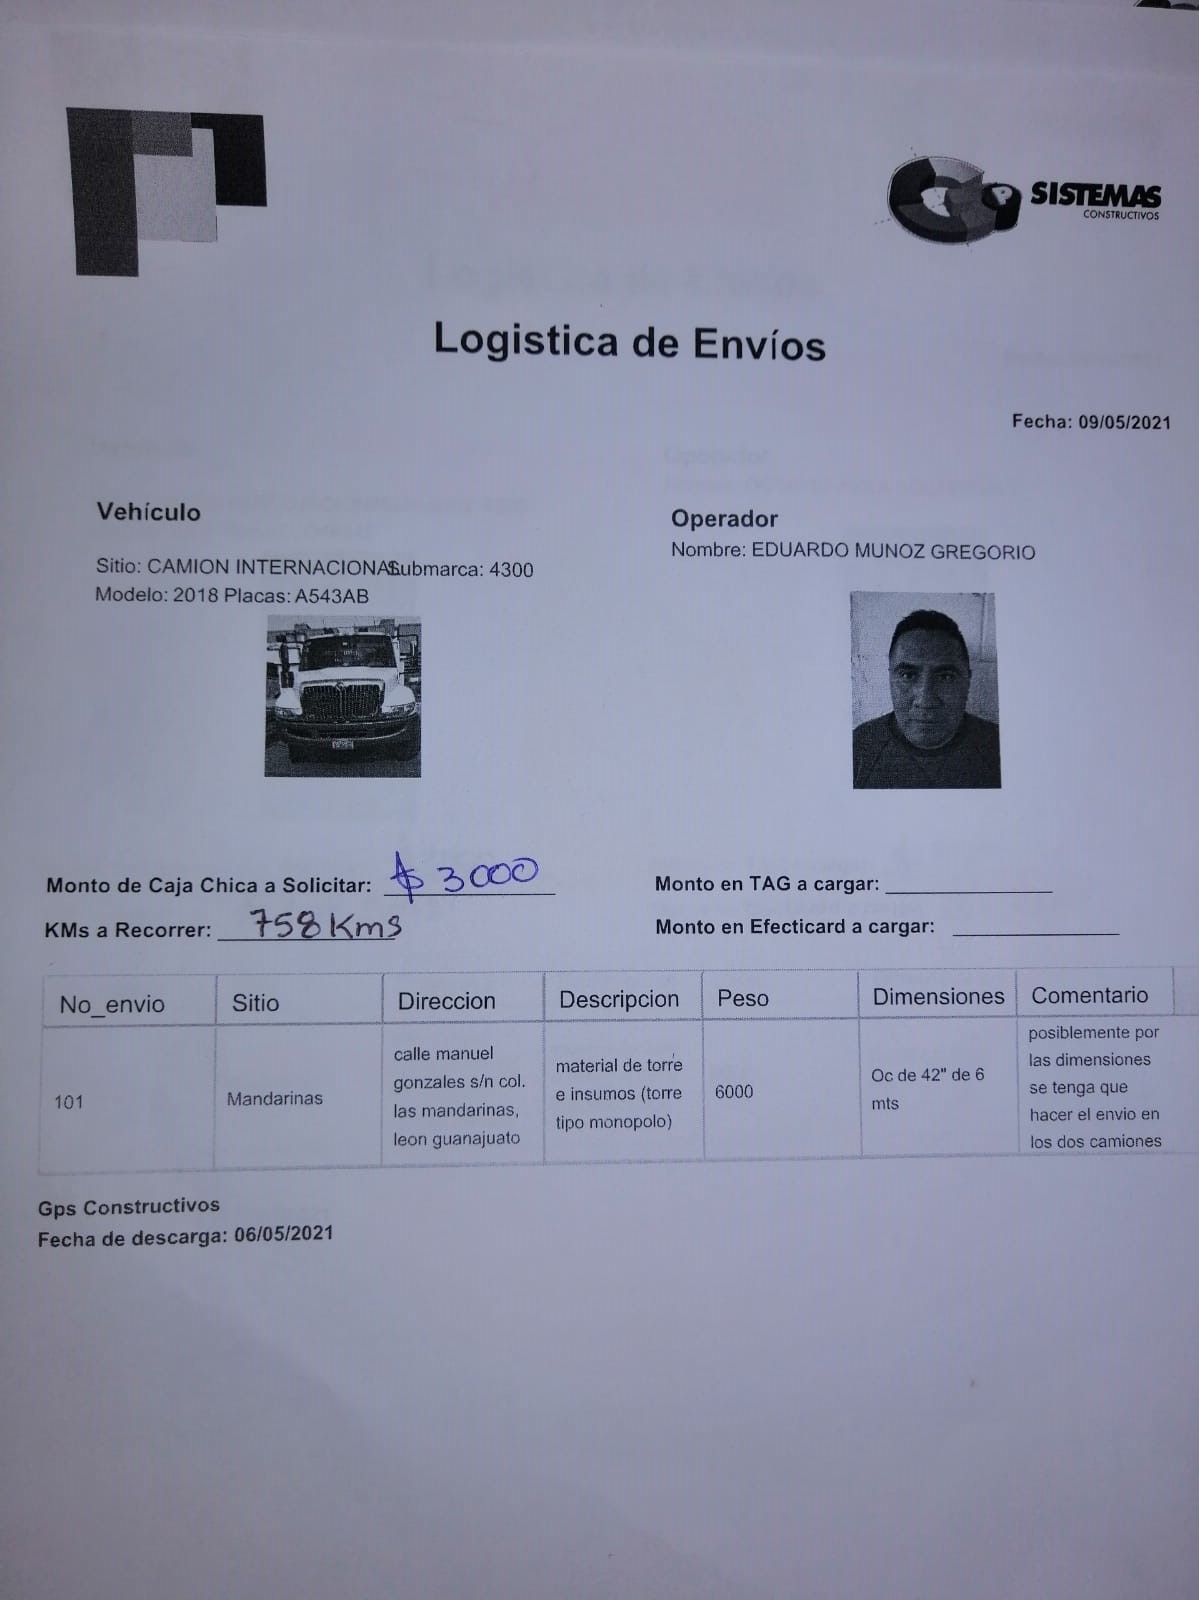 P SISTEMAS
CONSTRUCTIVOS
Logistica de Envíos
Fecha: 09/05/2021
Vehículo
Operador
Nombre: EDUARDO MUNOZ GREGORIO
Sitio: CAMION INTERNACIONAL Submarca: 4300
Modelo: 2018 Placas: A543AB
Monto de Caja Chica a Solicitar: $3000
Monto en TAG a cargar:
KMs a Recorrer: 758 Kms
Monto en Efecticard a cargar:
No_envio Sitio Direccion Descripcion Peso Dimensiones Comentario
101
Mandarinas
calle manuel
gonzales s/n col.
las mandarinas,
leon guanajuato
material de torre
e insumos (torre
tipo monopolo)
6000
Oc de 42" de 6
mts
posiblemente por
las dimensiones
se tenga que
hacer el envio en
los dos camiones
Gps Constructivos
Fecha de descarga: 06/05/2021